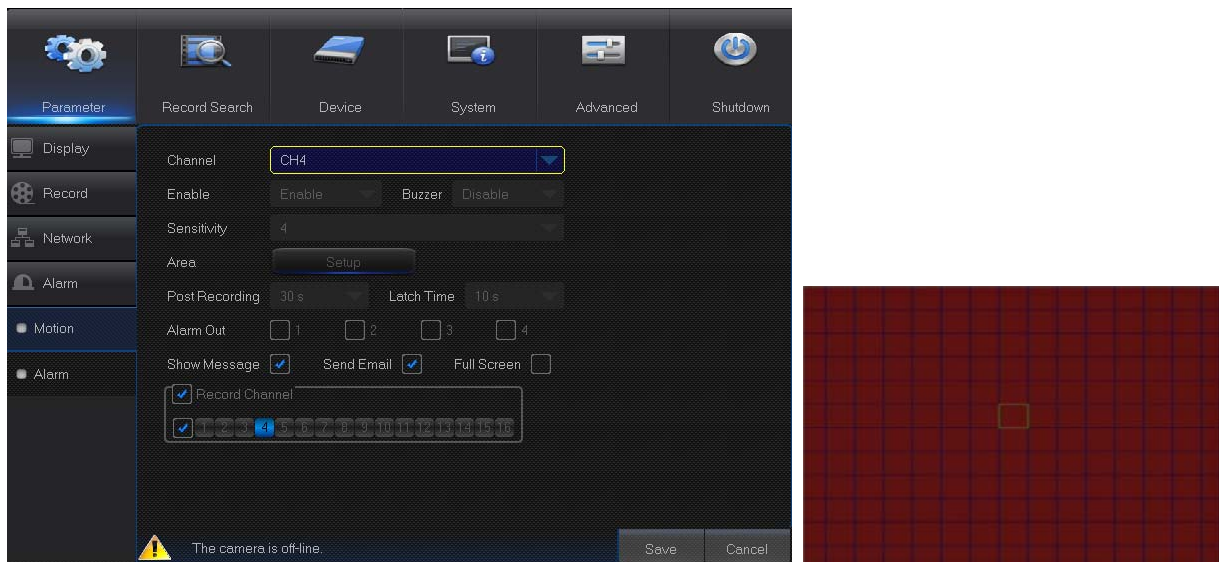 Parameter Record Search Device System Advanced Shutdown
Display
Record
Network
Alarm
Motion
Alarm
Channel CH4
Enable Enable Buzzer Disable
Sensitivity 4
Area Setup
Post Recording 30 s Latch Time 10 s
Alarm Out 1 2 3 4
Show Message Send Email Full Screen
Record Channel
1 2 3 4 5 6 7 8 9 10 11 12 13 14 15 16
The camera is off-line.
Save Cancel